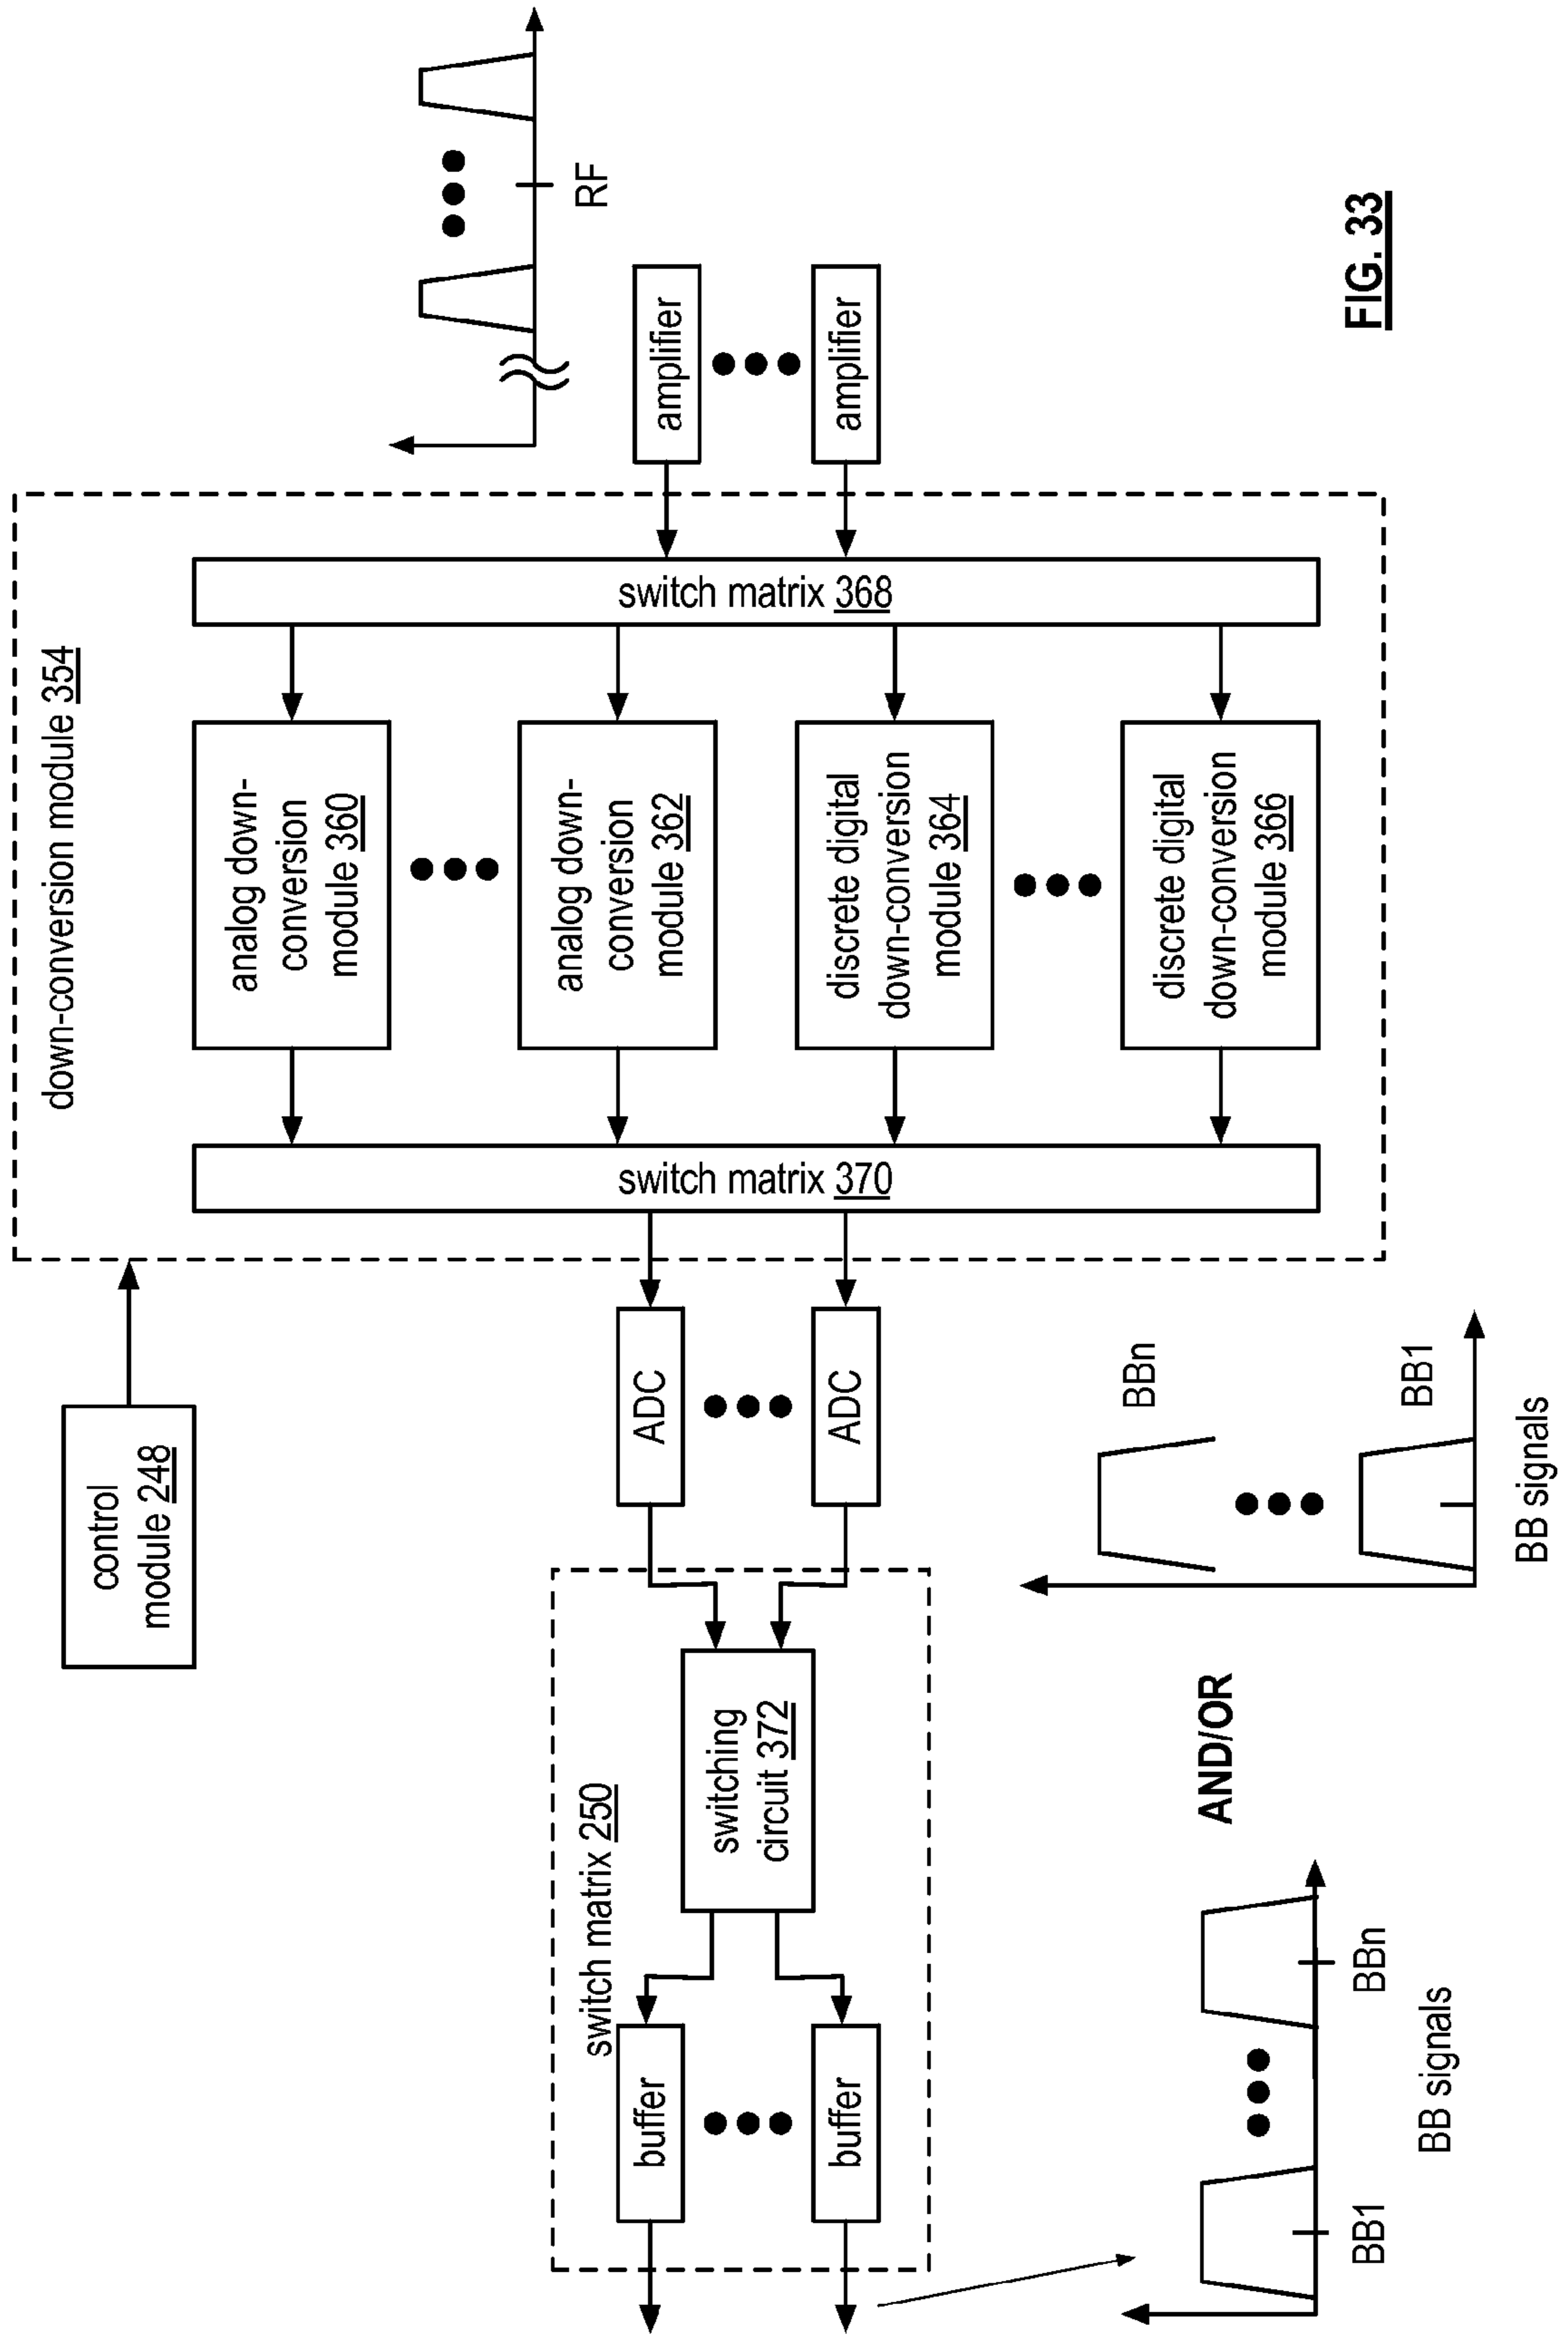 down-conversion module 354
control
module 248
RF
amplifier
amplifier
switch matrix 368
analog down-
conversion
module 360
analog down-
conversion
module 362
discrete digital
down-conversion
module 364
discrete digital
down-conversion
module 366
switch matrix 370
ADC
ADC
switch matrix 250
switching
circuit 372
buffer
buffer
BB1
BBn
BB signals
AND/OR
BBn
BB1
BB signals
FIG. 33